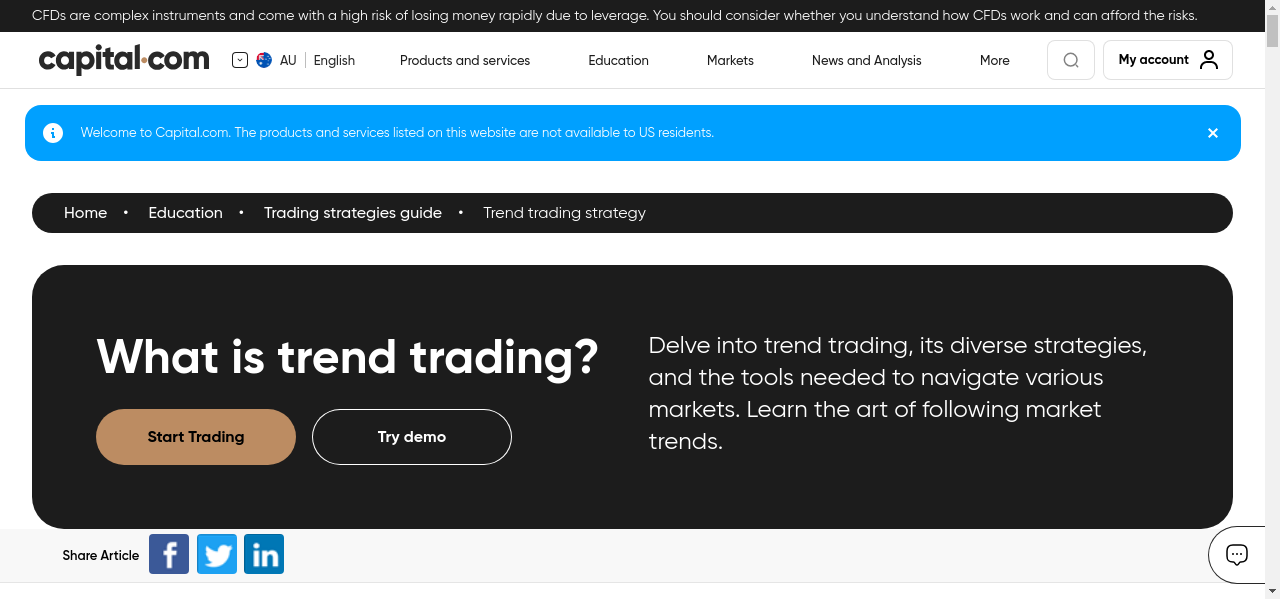 CFDs are complex instruments and come with a high risk of losing money rapidly due to leverage. You should consider whether you understand how CFDs work and can afford the risks.
capital.com
AU
English
Products and services
Education
Markets
News and Analysis
More
My account
Welcome to Capital.com. The products and services listed on this website are not available to US residents.
Home • Education • Trading strategies guide • Trend trading strategy
What is trend trading?
Start Trading
Try demo
Delve into trend trading, its diverse strategies,
and the tools needed to navigate various
markets. Learn the art of following market
trends.
Share Article